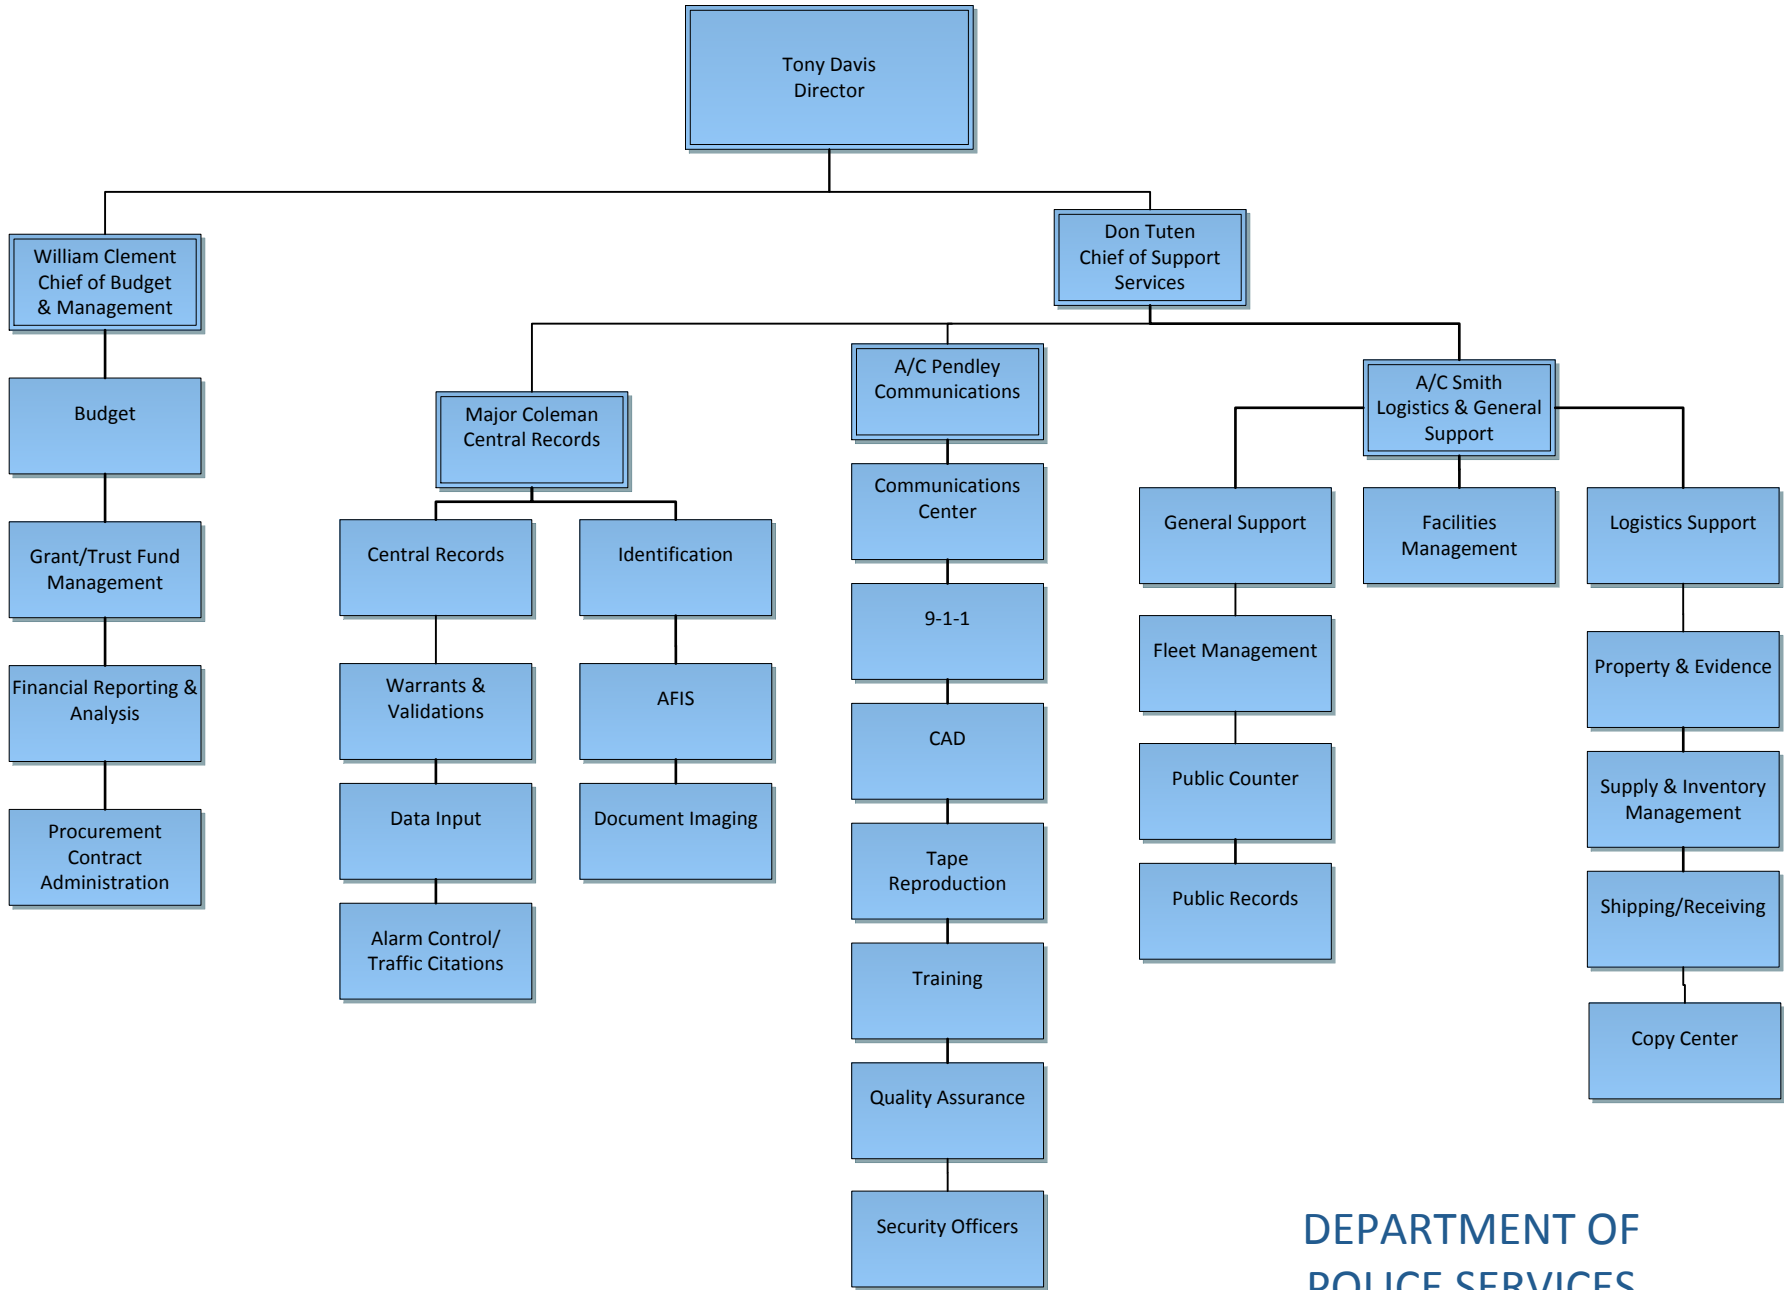 Tony Davis
Director
William Clement
Chief of Budget
& Management
Don Tuten
Chief of Support
Services
Budget
Grant/Trust Fund
Management
Financial Reporting &
Analysis
Procurement
Contract
Administration
Major Coleman
Central Records
Central Records
Warrants &
Validations
Data Input
Alarm Control/
Traffic Citations
Identification
AFIS
Document Imaging
A/C Pendley
Communications
Communications
Center
9-1-1
CAD
Tape
Reproduction
Training
Quality Assurance
Security Officers
A/C Smith
Logistics & General
Support
General Support
Fleet Management
Public Counter
Public Records
Facilities
Management
Logistics Support
Property & Evidence
Supply & Inventory
Management
Shipping/Receiving
Copy Center
DEPARTMENT OF
POLICE SERVICES